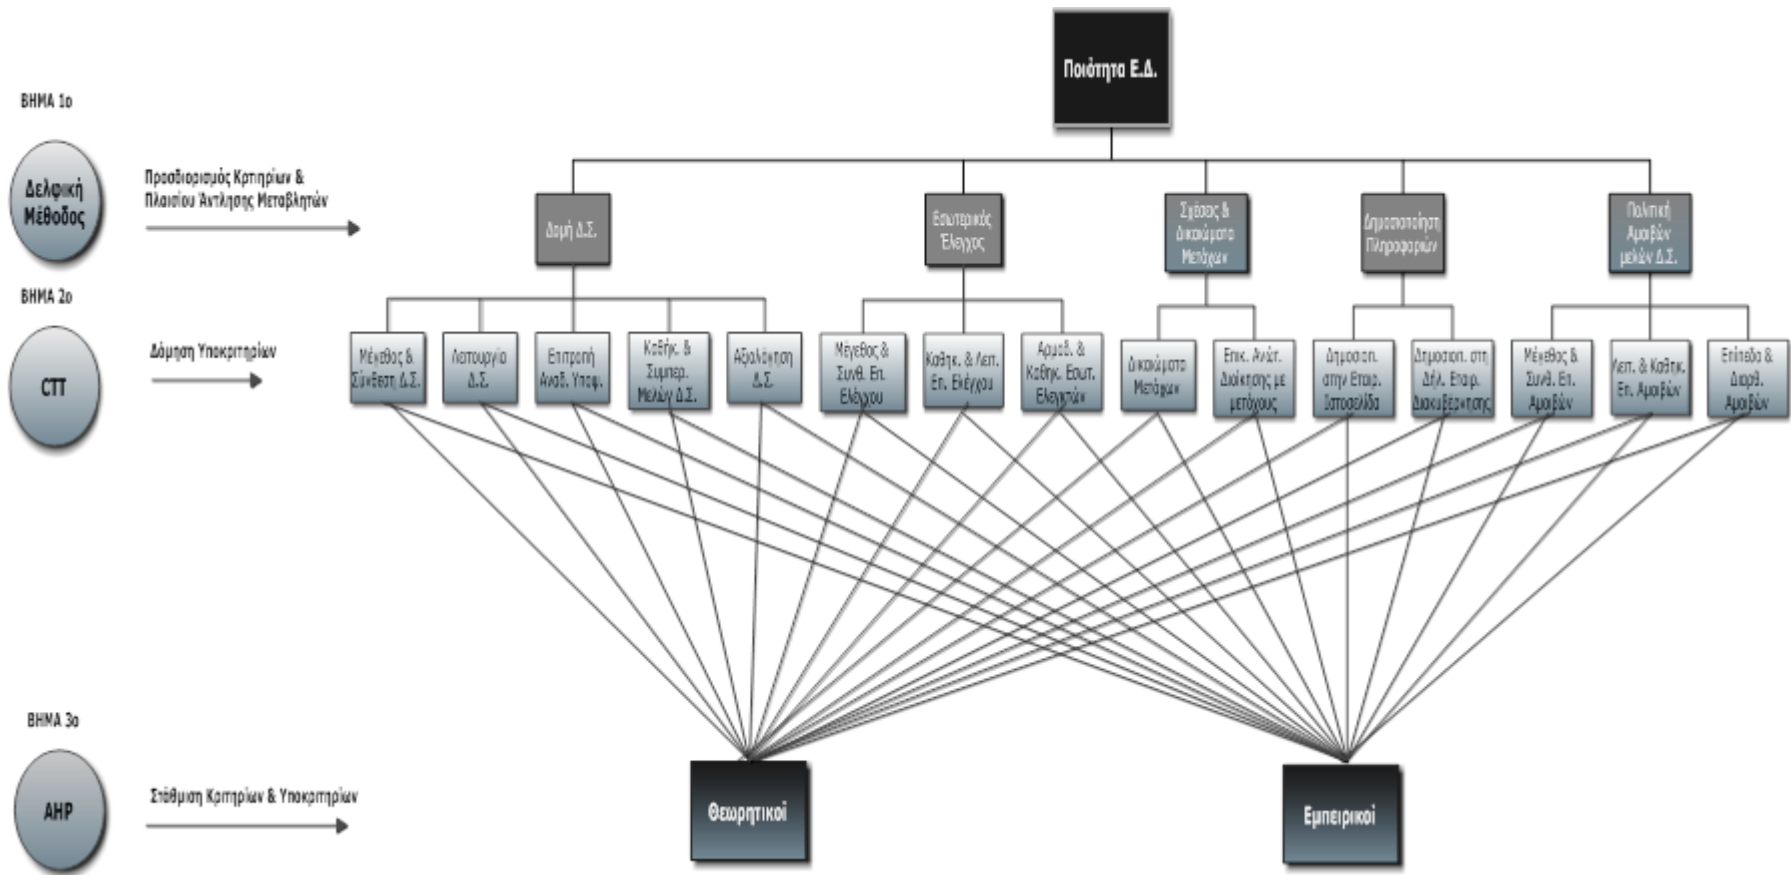 Ποιότητα Ε.Δ.
ΒΗΜΑ 1ο
Δελφική
Μέθοδος
Προσδιορισμός Κριτηρίων &
Πλαισίου Άντλησης Μεταβλητών
Δομή Δ.Σ.
Εσωτερικός
Έλεγχος
Σχέσεις &
Δικαιώματα
Μετόχων
Δημοσιοποίηση
Πληροφοριών
Πολιτική
Αμοιβών
μελών Δ.Σ.
ΒΗΜΑ 2ο
CTT
Δόμηση Υποκριτηρίων
Μέγεθος &
Σύνθεση Δ.Σ.
Λειτουργία
Δ.Σ.
Επιτροπή
Αναδ. Υποψ.
Καθήκ. &
Συμπερ.
Μελών Δ.Σ.
Αξιολόγηση
Δ.Σ.
Μέγεθος &
Συνθ. Επ.
Ελέγχου
Καθηκ. & Λειτ.
Επ. Ελέγχου
Αρμοδ. &
Καθηκ. Εσωτ.
Ελεγκτών
Δικαιώματα
Μετόχων
Επικ. Ανώτ.
Διοίκησης με
μετόχους
Δημοσιοπ.
στην Εταιρ.
Ιστοσελίδα
Δημοσιοπ. στη
Δήλ. Εταιρ.
Διακυβέρνησης
Μέγεθος &
Συνθ. Επ.
Αμοιβών
Λειτ. & Καθηκ.
Επ. Αμοιβών
Επίπεδα &
Διαρθ.
Αμοιβών
ΒΗΜΑ 3ο
AHP
Στάθμιση Κριτηρίων & Υποκριτηρίων
Θεωρητικοί
Εμπειρικοί